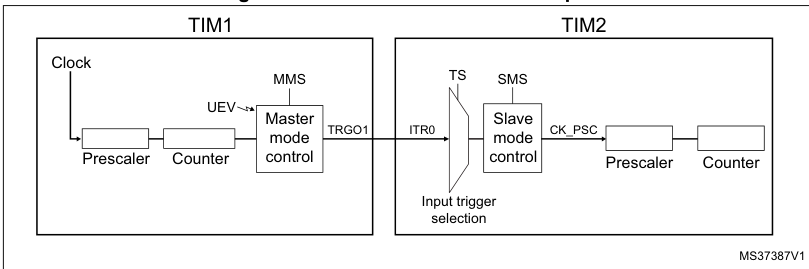 TIM1
TIM2
Clock
MMS
UEV
Master
mode
control
TRGO1
Prescaler
Counter
ITR0
TS
SMS
Slave
mode
control
CK_PSC
Prescaler
Counter
Input trigger
selection
MS37387V1